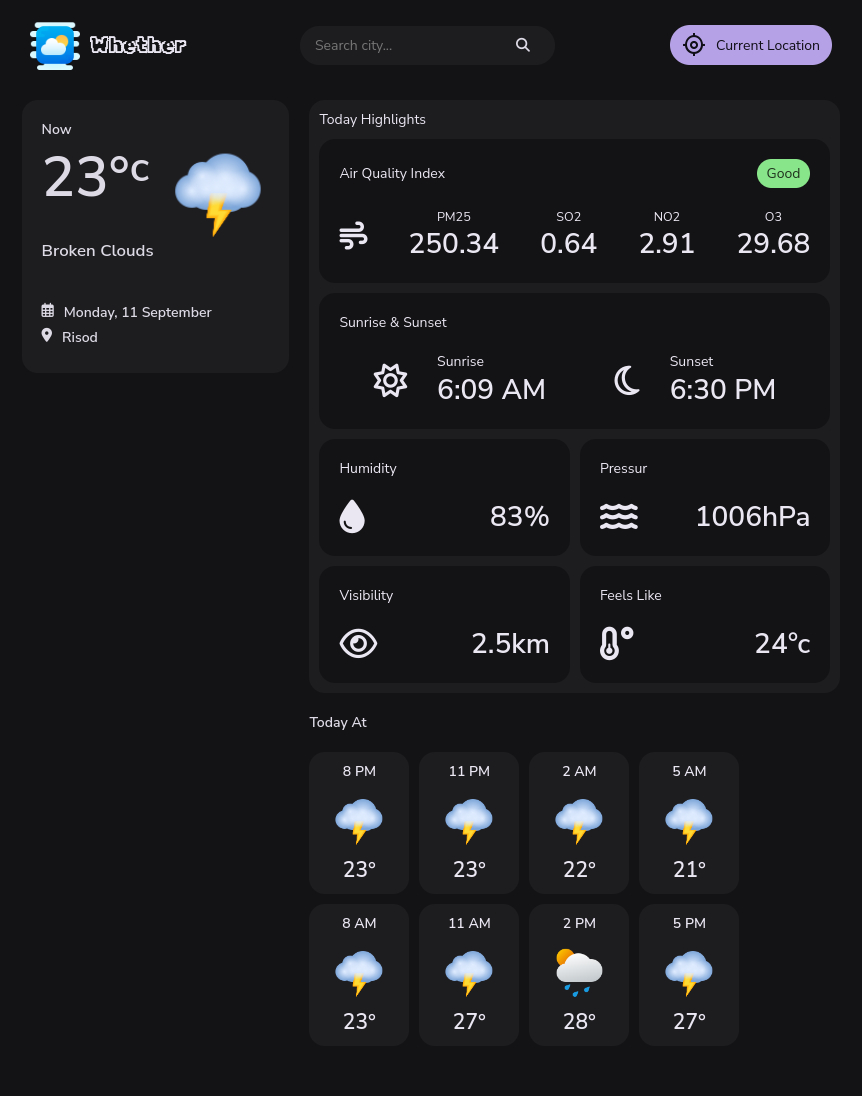 Whether
Search city...
Current Location
Now
23°c
Broken Clouds
Monday, 11 September
Risod
Today Highlights
Air Quality Index
Good
PM25 SO2 NO2 O3
250.34 0.64 2.91 29.68
Sunrise & Sunset
Sunrise
6:09 AM
Sunset
6:30 PM
Humidity
83%
Pressur
1006hPa
Visibility
2.5km
Feels Like
24°c
Today At
8 PM 11 PM 2 AM 5 AM
23° 23° 22° 21°
8 AM 11 AM 2 PM 5 PM
23° 27° 28° 27°